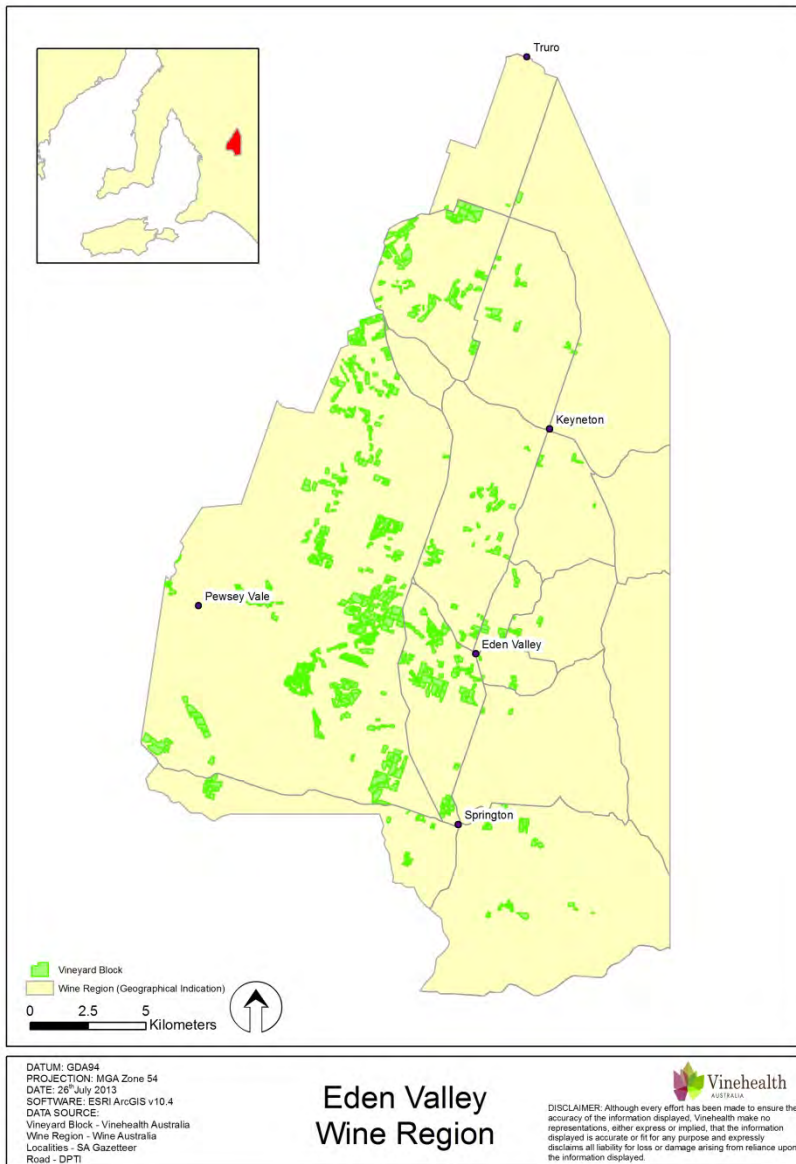 Truro
Keyneton
Pewsey Vale
Eden Valley
Springton
Vineyard Block
Wine Region (Geographical Indication)
0 2.5 5
Kilometers
DATUM: GDA94
PROJECTION: MGA Zone 54
DATE: 26th July 2013
SOFTWARE: ESRI ArcGIS v10.4
DATA SOURCE:
Vineyard Block - Vinehealth Australia
Wine Region - Wine Australia
Localities - SA Gazetteer
Road - DPTI
Eden Valley
Wine Region
Vinehealth
AUSTRALIA
DISCLAIMER: Although every effort has been made to ensure the
accuracy of the information displayed, Vinehealth make no
representations, either express or implied, that the information
displayed is accurate or fit for any purpose and expressly
disclaims all liability for loss or damage arising from reliance upon
the information displayed.